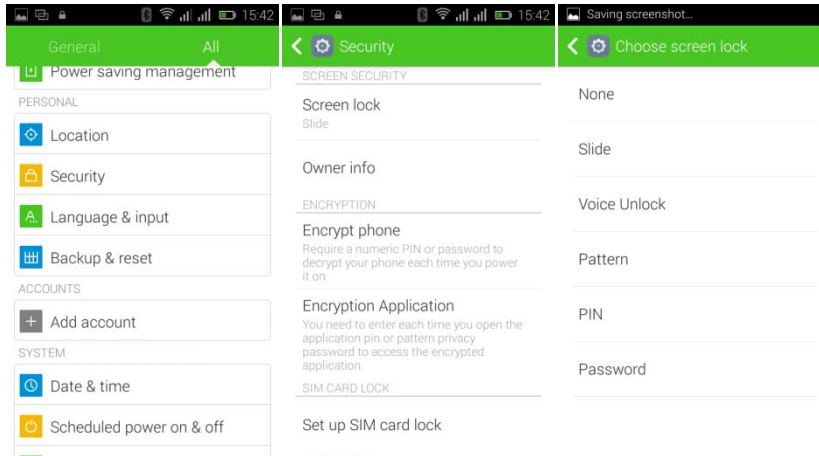 15:42
General
All
Power saving management
PERSONAL
Location
Security
Language & input
Backup & reset
ACCOUNTS
Add account
SYSTEM
Date & time
Scheduled power on & off
15:42
Security
SCREEN SECURITY
Screen lock
Slide
Owner info
ENCRYPTION
Encrypt phone
Require a numeric PIN or password to
decrypt your phone each time you power
it on
Encryption Application
You need to enter each time you open the
application pin or pattern privacy
password to access the encrypted
application.
SIM CARD LOCK
Set up SIM card lock
Saving screenshot...
Choose screen lock
None
Slide
Voice Unlock
Pattern
PIN
Password